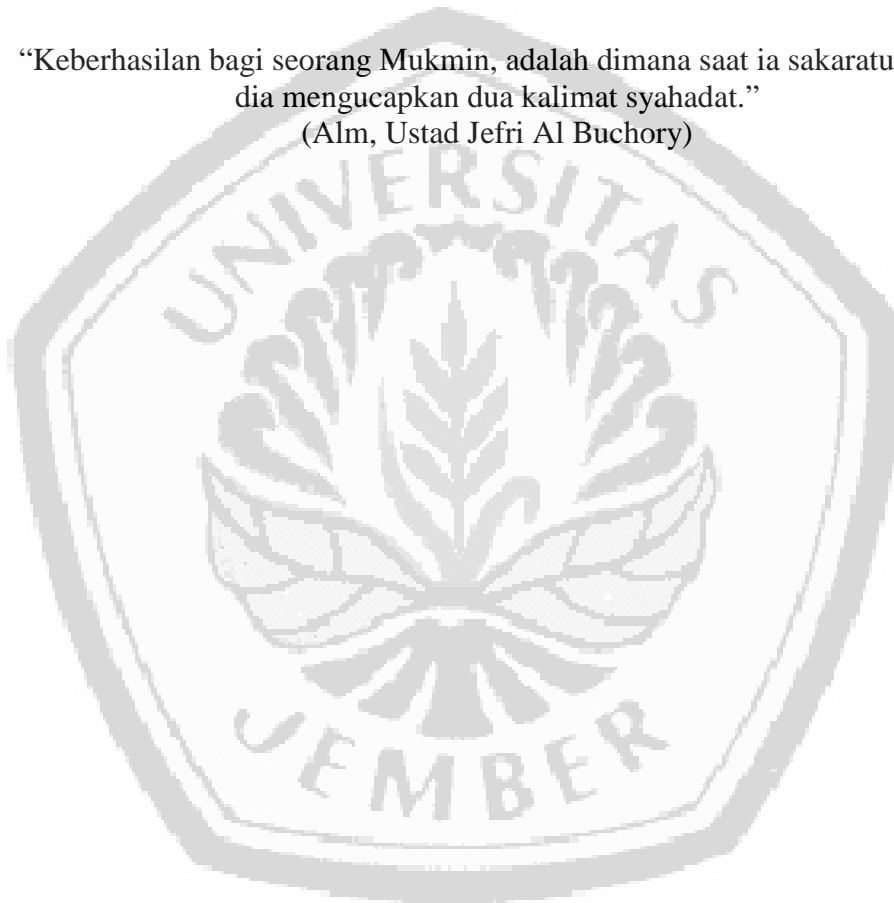 “Keberhasilan bagi seorang Mukmin, adalah dimana saat ia sakaratu
dia mengucapkan dua kalimat syahadat.”
(Alm, Ustad Jefri Al Buchory)
UNIVERSITAS
JEMBER